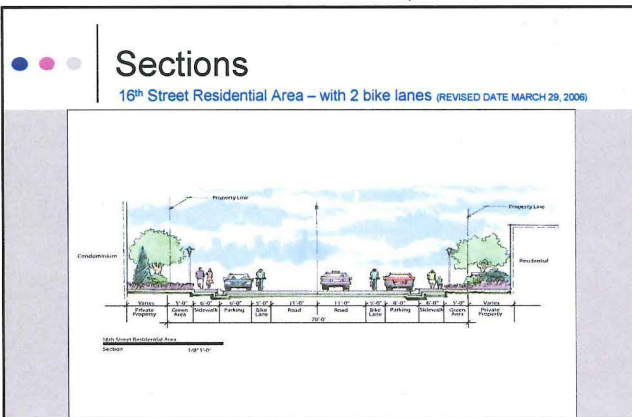 Sections
16th Street Residential Area – with 2 bike lanes (REVISED DATE MARCH 29, 2006)
Property Line
Property Line
Condominium
Residential
Varies 5'-0" 6'-0" 5'-0" 11'-0" 11'-0" 5'-0" 8'-0" 6'-0" 5'-0" Varies
Private Property Green Area Sidewalk Parking Bike Lane Road Road Bike Lane Parking Sidewalk Green Area Private Property
70'-0"
16th Street Residential Area
Section 1/8" 1'-0"